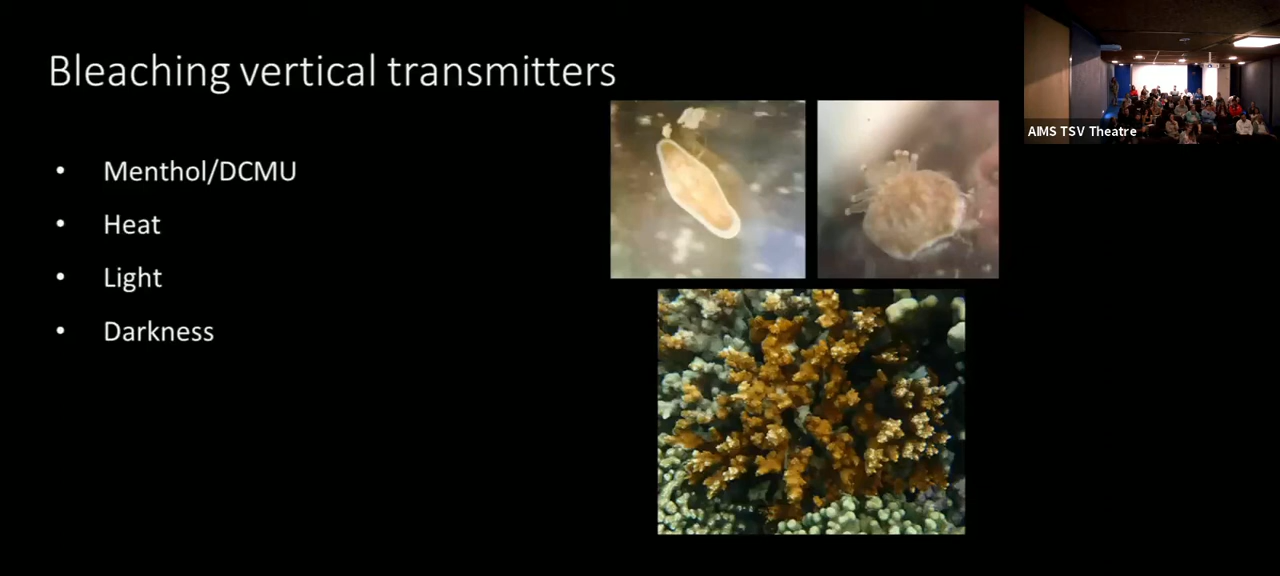 Bleaching vertical transmitters
• Menthol/DCMU
• Heat
• Light
• Darkness
AIMS TSV Theatre